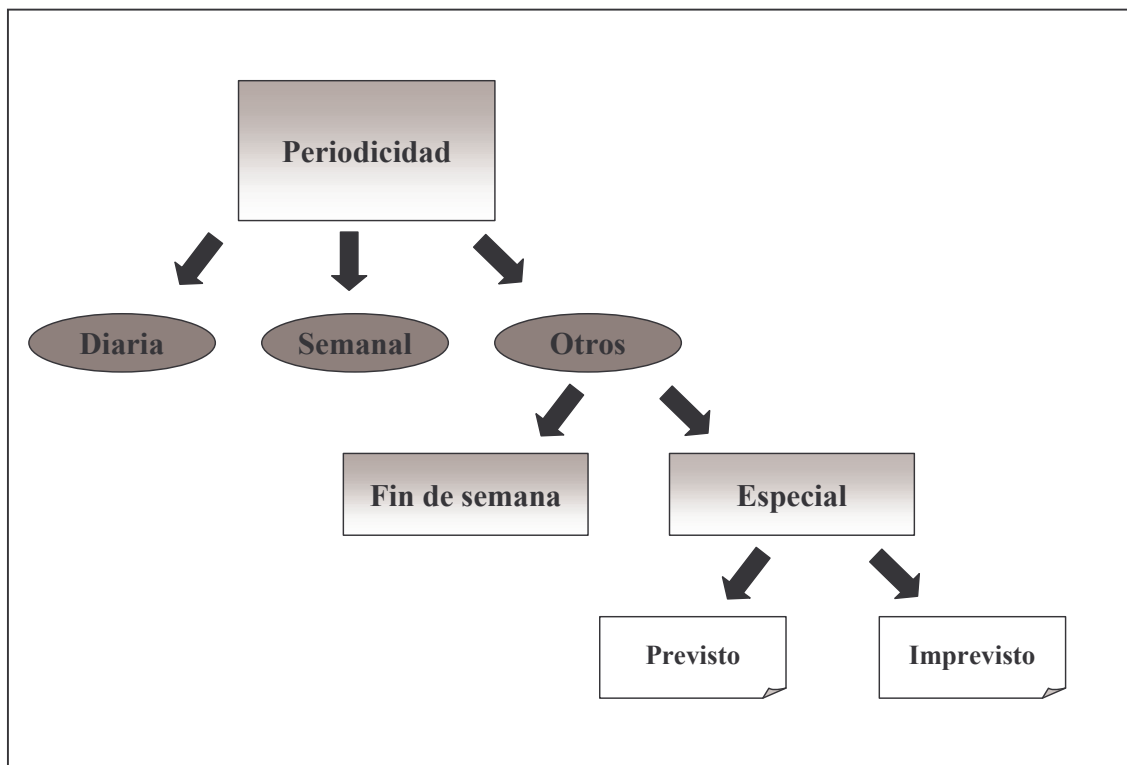 Periodicidad
Diaria
Semanal
Otros
Fin de semana
Especial
Previsto
Imprevisto